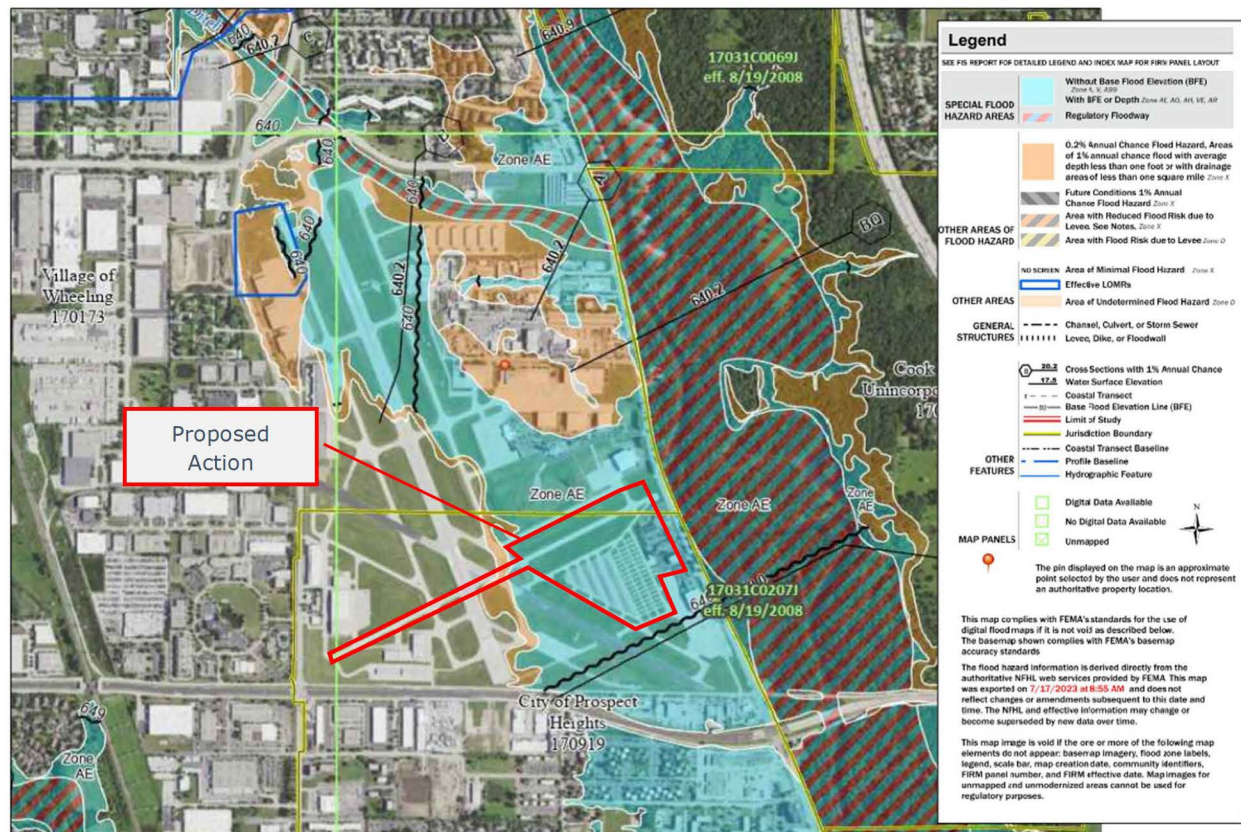 640.2
C
640
640.9
17031C0069J
eff. 8/19/2008
640
640
Zone AE
A
640
BQ
640
640
640.2
640.2
640.2
640
Village of
Wheeling
170173
Cook
Unincorpo
170
Proposed
Action
Zone AE
Zone AE
Zone
AE
17031C0207J
eff. 8/19/2008
City of Prospect
Heights
170919
649
Zone
AE
Legend
SEE FIS REPORT FOR DETAILED LEGEND AND INDEX MAP FOR FIRM PANEL LAYOUT
SPECIAL FLOOD
HAZARD AREAS
Without Base Flood Elevation (BFE)
Zone A, V, A99
With BFE or Depth Zone AE, AO, AH, VE, AR
Regulatory Floodway
0.2% Annual Chance Flood Hazard, Areas
of 1% annual chance flood with average
depth less than one foot or with drainage
areas of less than one square mile Zone X
Future Conditions 1% Annual
Chance Flood Hazard Zone X
Area with Reduced Flood Risk due to
Levee. See Notes. Zone X
Area with Flood Risk due to Levee Zone D
OTHER AREAS OF
FLOOD HAZARD
NO SCREEN Area of Minimal Flood Hazard Zone X
Effective LOMRs
OTHER AREAS
Area of Undetermined Flood Hazard Zone D
GENERAL
STRUCTURES
Channel, Culvert, or Storm Sewer
Levee, Dike, or Floodwall
B 20.2 Cross Sections with 1% Annual Chance
17.5 Water Surface Elevation
Coastal Transect
Base Flood Elevation Line (BFE)
Limit of Study
Jurisdiction Boundary
Coastal Transect Baseline
OTHER
FEATURES
Profile Baseline
Hydrographic Feature
Digital Data Available
No Digital Data Available
MAP PANELS
Unmapped
N
The pin displayed on the map is an approximate
point selected by the user and does not represent
an authoritative property location.
This map complies with FEMA's standards for the use of
digital flood maps if it is not void as described below.
The basemap shown complies with FEMA's basemap
accuracy standards
The flood hazard information is derived directly from the
authoritative NFHL web services provided by FEMA This map
was exported on 7/17/2023 at 8:55 AM and does not
reflect changes or amendments subsequent to this date and
time. The NFHL and effective information may change or
become superseded by new data over time.
This map image is void if the one or more of the following map
elements do not appear: basemap imagery, flood zone labels,
legend, scale bar, map creation date, community identifiers,
FIRM panel number, and FIRM effective date. Map images for
unmapped and unmodernized areas cannot be used for
regulatory purposes.